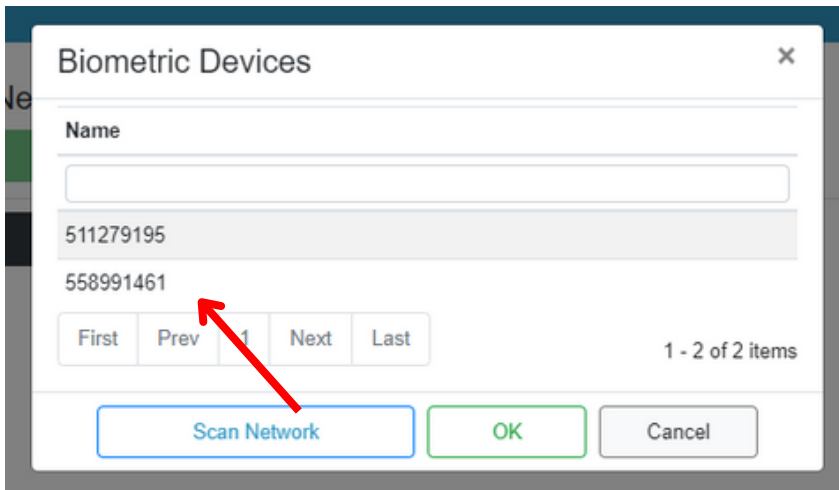 Biometric Devices ×
Ne
Name
511279195
558991461
First Prev 1 Next Last
1 - 2 of 2 items
Scan Network OK Cancel